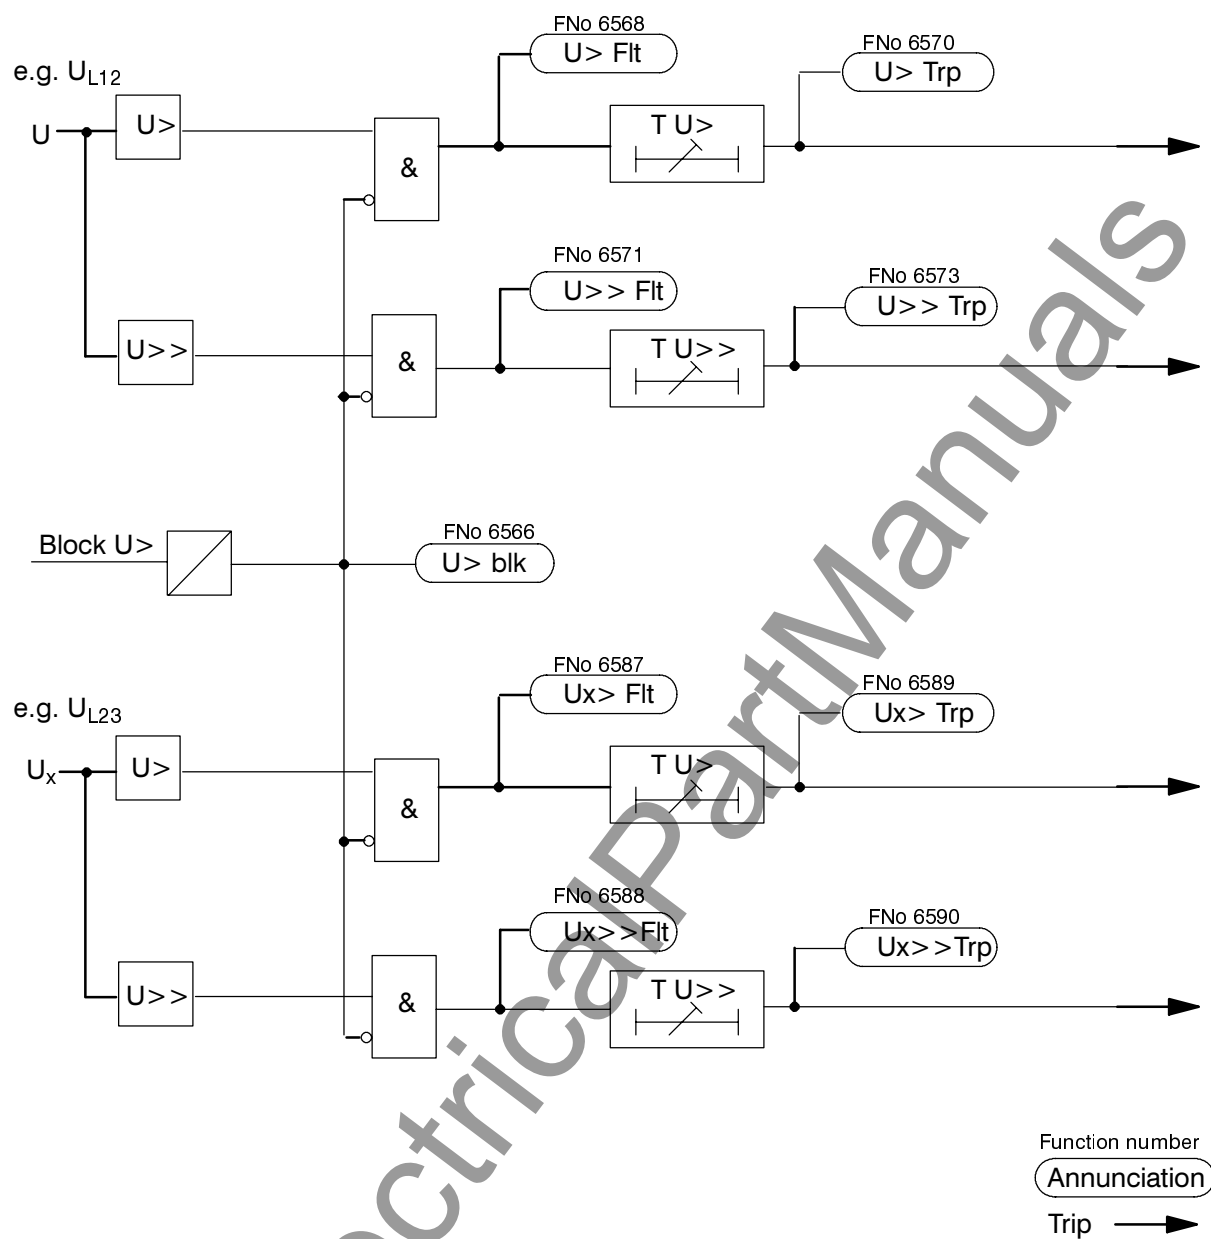 FNo 6568
U> Flt
FNo 6570
U> Trp
e.g. UL12
U
U>
&
T U>
FNo 6571
U>> Flt
FNo 6573
U>> Trp
U>>
&
T U>>
Block U>
FNo 6566
U> blk
FNo 6587
Ux> Flt
FNo 6589
Ux> Trp
e.g. UL23
Ux
U>
&
T U>
FNo 6588
Ux>>Flt
FNo 6590
Ux>>Trp
U>>
&
T U>>
Function number
Annunciation
Trip
ectricalPartManuals